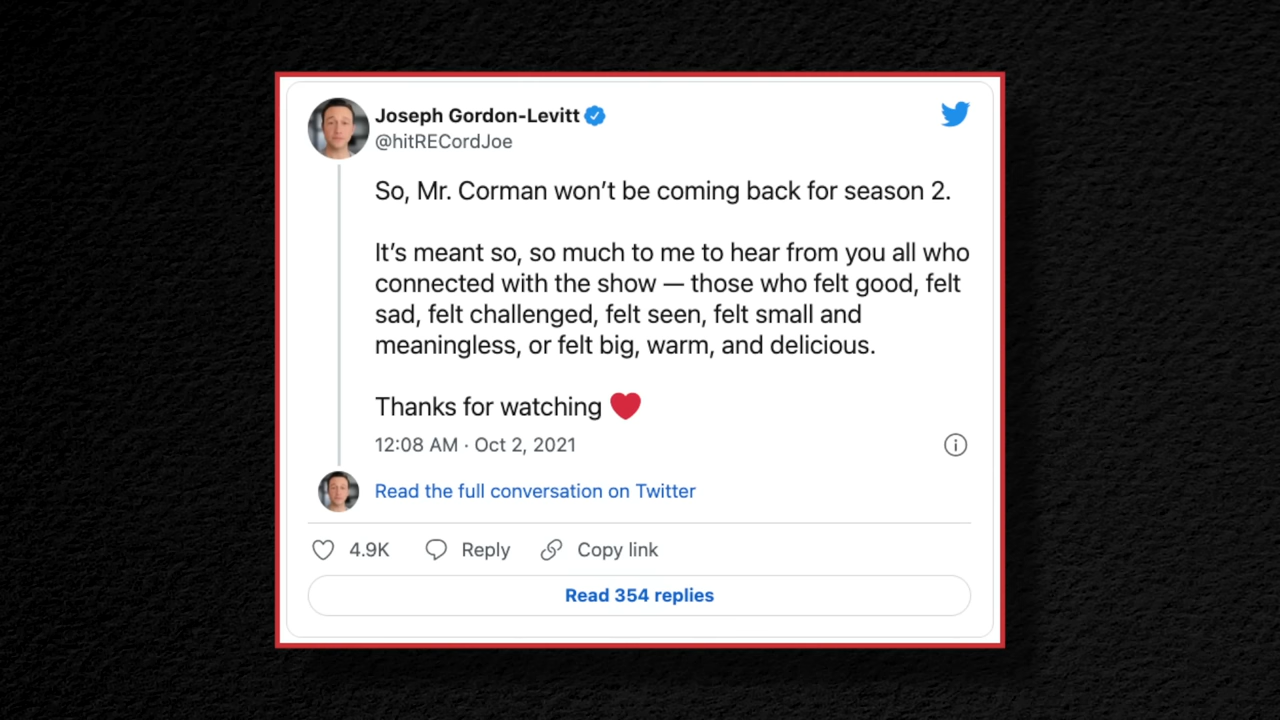 Joseph Gordon-Levitt
@hitRECordJoe
So, Mr. Corman won’t be coming back for season 2.
It’s meant so, so much to me to hear from you all who
connected with the show — those who felt good, felt
sad, felt challenged, felt seen, felt small and
meaningless, or felt big, warm, and delicious.
Thanks for watching ❤️
12:08 AM · Oct 2, 2021
Read the full conversation on Twitter
4.9K Reply Copy link
Read 354 replies